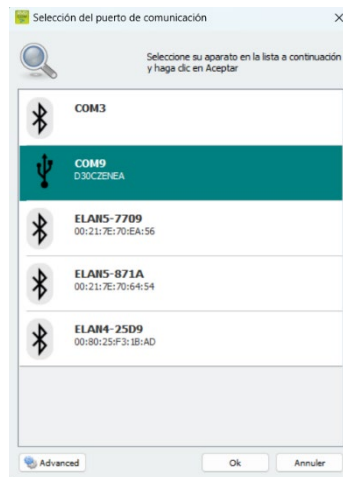 Selección del puerto de comunicación
Seleccione su aparato en la lista a continuación
y haga clic en Aceptar
COM3
COM9
D30CZENEA
ELAN5-7709
00:21:7E:70:EA:56
ELAN5-871A
00:21:7E:70:64:54
ELAN4-25D9
00:80:25:F3:1B:AD
Advanced
Ok
Annuler